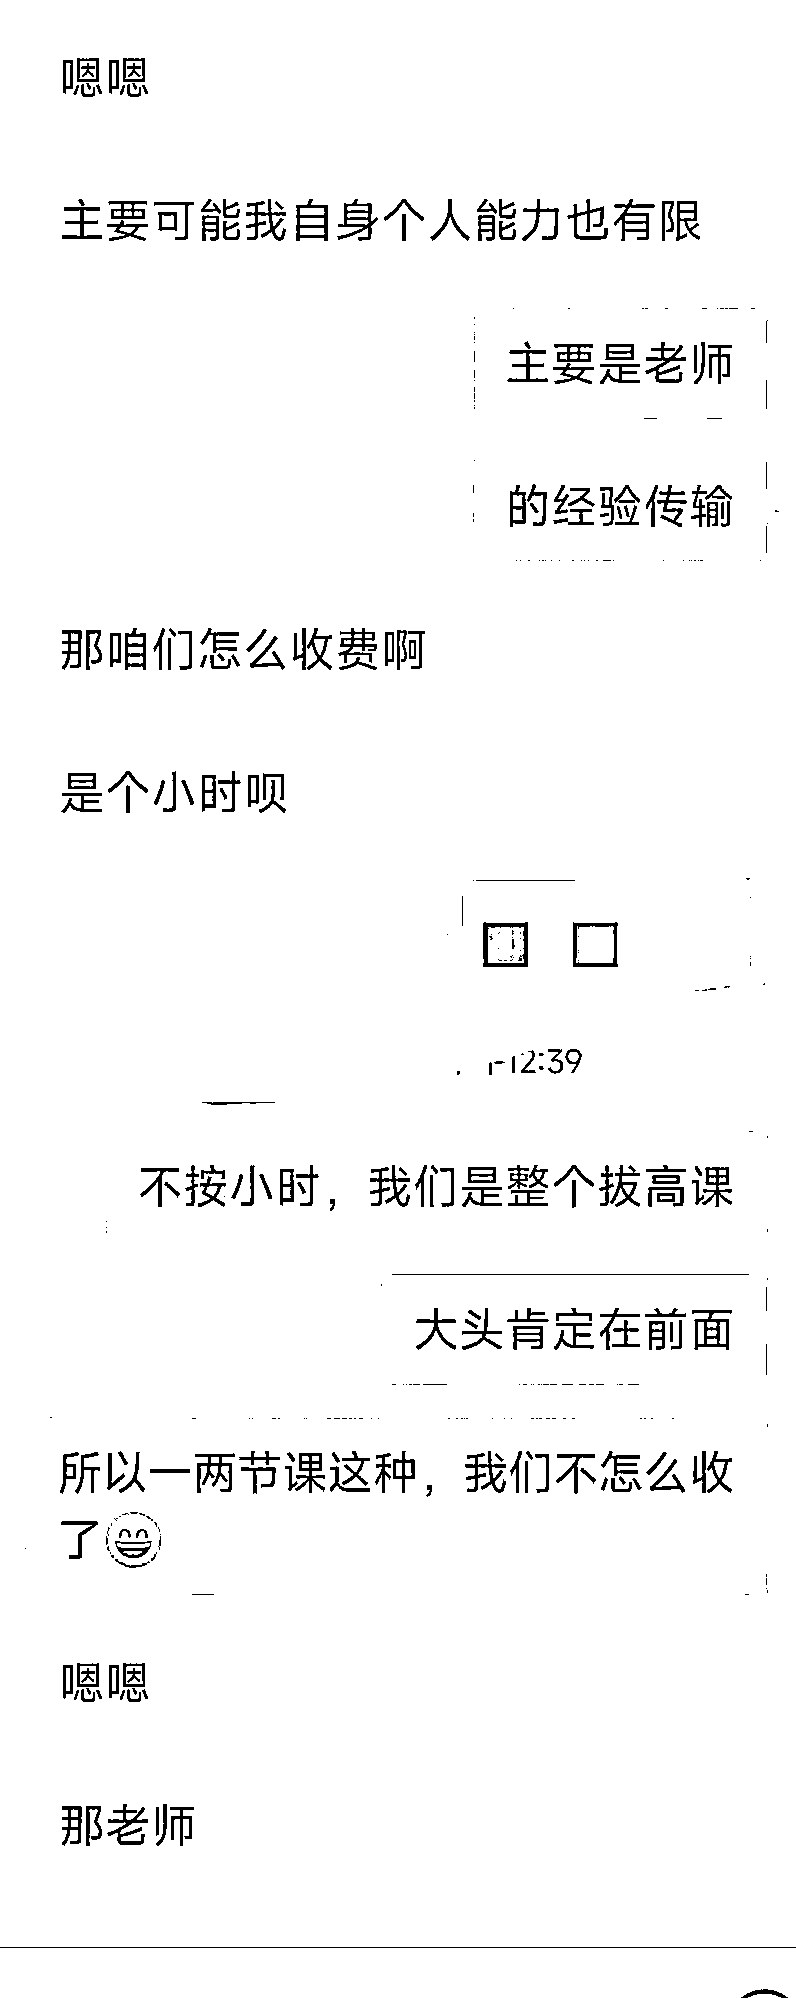 嗯嗯
主要可能我自身个人能力也有限
主要是老师
的经验传输
那咱们怎么收费啊
是个小时呗
12:39
不按小时，我们是整个拔高课
大头肯定在前面
所以一两节课这种，我们不怎么收
了😄
嗯嗯
那老师